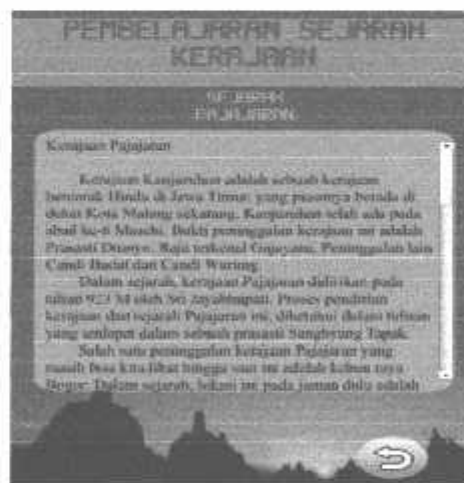 PEMBELAJARAN SEJARAH
KERAJAAN
SEJARAH
PAJAJARAN
Kerajaan Pajajaran
Kerajaan Kanjuruhan adalah sebuah kerajaan
bercorak Hindu di Jawa Timur, yang pusatnya berada di
dekat Kota Malang sekarang. Kanjuruhan telah ada pada
abad ke-6 Masehi. Bukti peninggalan kerajaan ini adalah
Prasasti Dinoyo. Raja terkenal Gajayana. Peninggalan lain
Candi Badut dan Candi Wurung.
Dalam sejarah, kerajaan Pajajaran didirikan pada
tahun 923 M oleh Sri Jayabhupati. Proses pendirian
kerajaan dan sejarah Pajajaran ini, diketahui dalam tulisan
yang terdapat dalam sebuah prasasti Sanghyang Tapak.
Salah satu peninggalan kerajaan Pajajaran yang
masih bisa kita lihat hingga saat ini adalah kebun raya
Bogor. Dalam sejarah, lokasi ini pada jaman dulu adalah